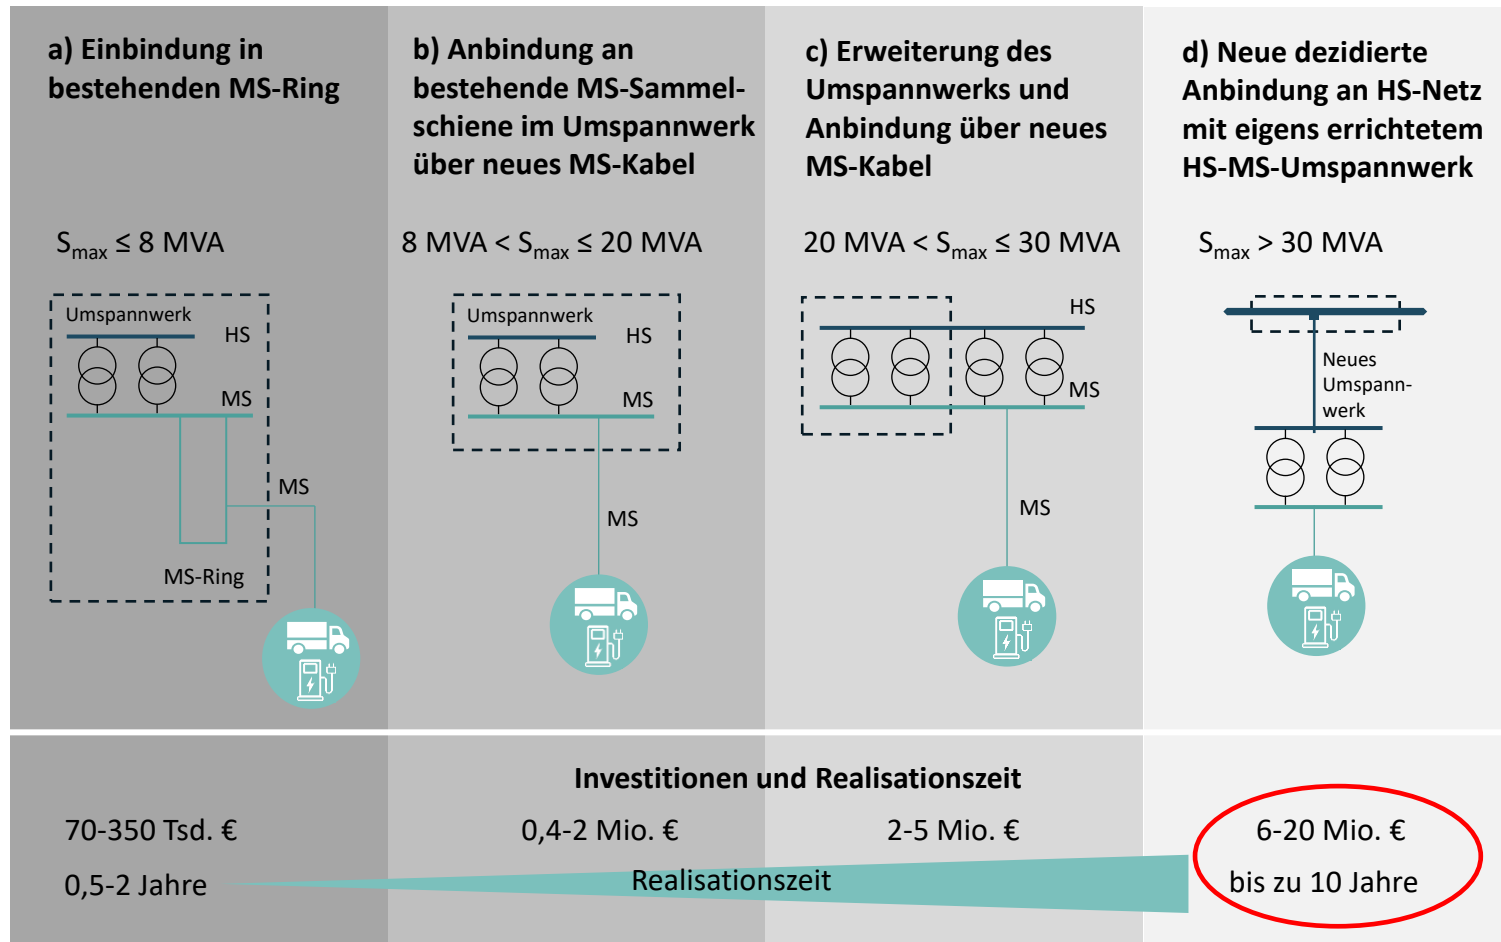 a) Einbindung in
bestehenden MS-Ring
S_max ≤ 8 MVA
Umspannwerk
HS
MS
MS
MS-Ring
b) Anbindung an
bestehende MS-Sammel-
schiene im Umspannwerk
über neues MS-Kabel
8 MVA < S_max ≤ 20 MVA
Umspannwerk
HS
MS
MS
c) Erweiterung des
Umspannwerks und
Anbindung über neues
MS-Kabel
20 MVA < S_max ≤ 30 MVA
HS
MS
MS
d) Neue dezidierte
Anbindung an HS-Netz
mit eigens errichtetem
HS-MS-Umspannwerk
S_max > 30 MVA
Neues
Umspann-
werk
Investitionen und Realisationszeit
70-350 Tsd. €
0,4-2 Mio. €
2-5 Mio. €
6-20 Mio. €
0,5-2 Jahre
Realisationszeit
bis zu 10 Jahre